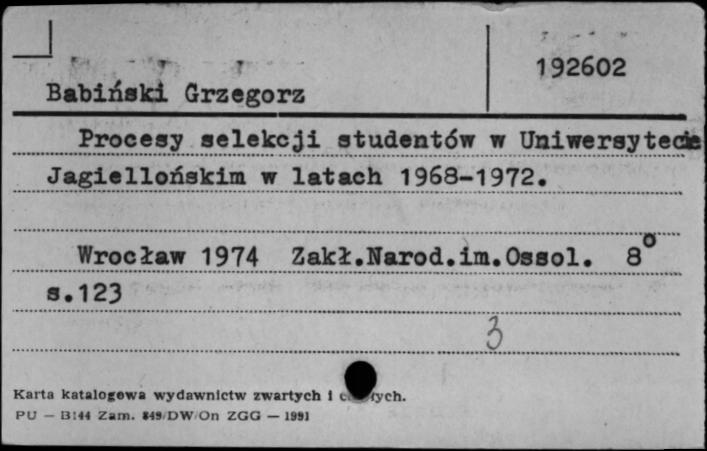 192602
Babiński Grzegorz
Procesy selekcji studentów w Uniwersytecie
Jagiellońskim w latach 1968-1972.
Wrocław 1974 Zakł.Narod.im.Ossol. 8°
s.123
3
Karta katalogowa wydawnictw zwartych i
PU — B144 Zam. 849/DW/On ZGG — 1991